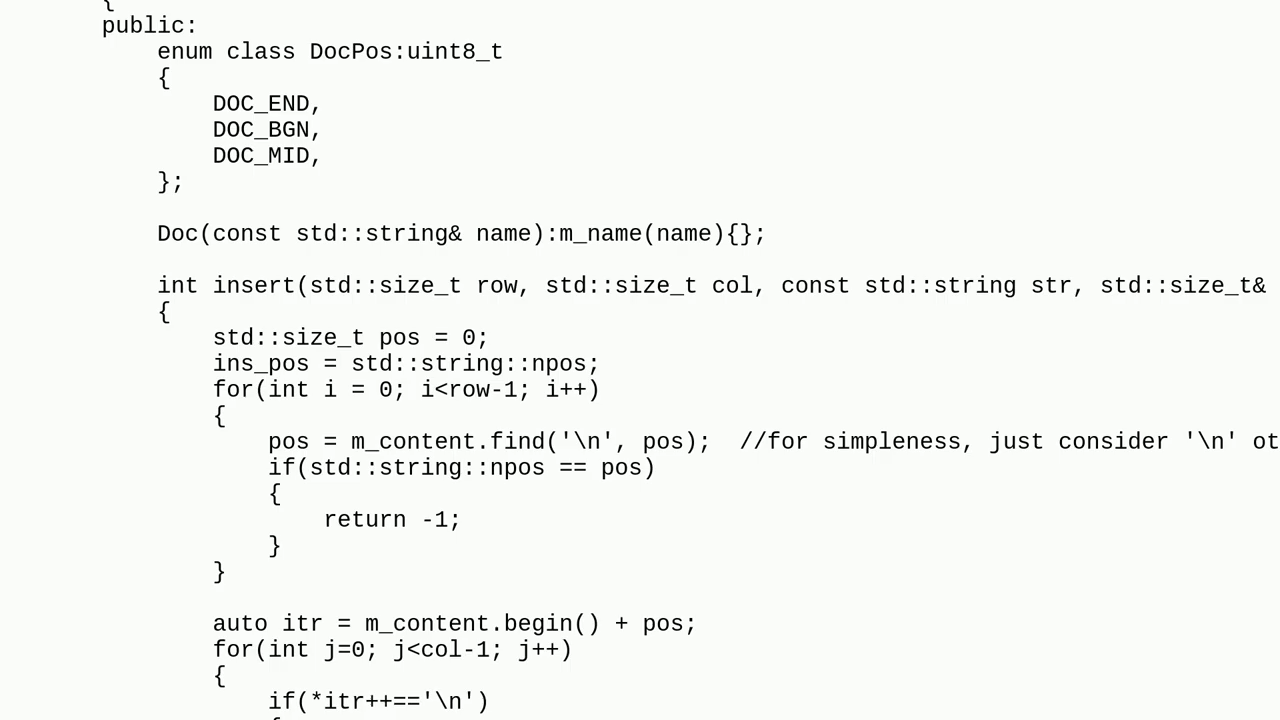 {
public:
enum class DocPos:uint8_t
{
DOC_END,
DOC_BGN,
DOC_MID,
};
Doc(const std::string& name):m_name(name){};
int insert(std::size_t row, std::size_t col, const std::string str, std::size_t&
{
std::size_t pos = 0;
ins_pos = std::string::npos;
for(int i = 0; i<row-1; i++)
{
pos = m_content.find('\n', pos);  //for simpleness, just consider '\n' ot
if(std::string::npos == pos)
{
return -1;
}
}
auto itr = m_content.begin() + pos;
for(int j=0; j<col-1; j++)
{
if(*itr++=='\n')
{